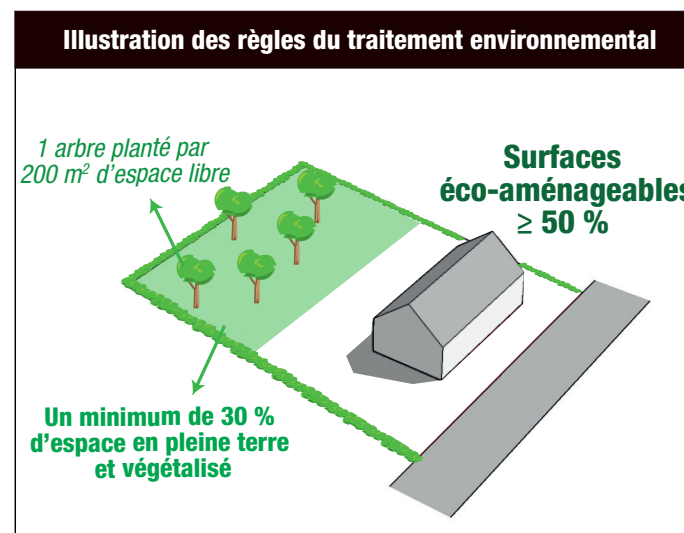 Illustration des règles du traitement environnemental
1 arbre planté par
200 m² d'espace libre
Surfaces
éco-aménageables
≥ 50 %
Un minimum de 30 %
d'espace en pleine terre
et végétalisé